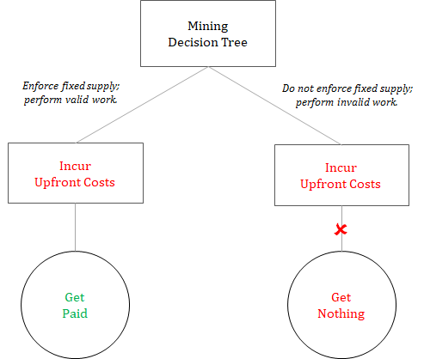 Mining
Decision Tree
Enforce fixed supply;
perform valid work.
Do not enforce fixed supply;
perform invalid work.
Incur
Upfront Costs
Incur
Upfront Costs
Get
Paid
Get
Nothing